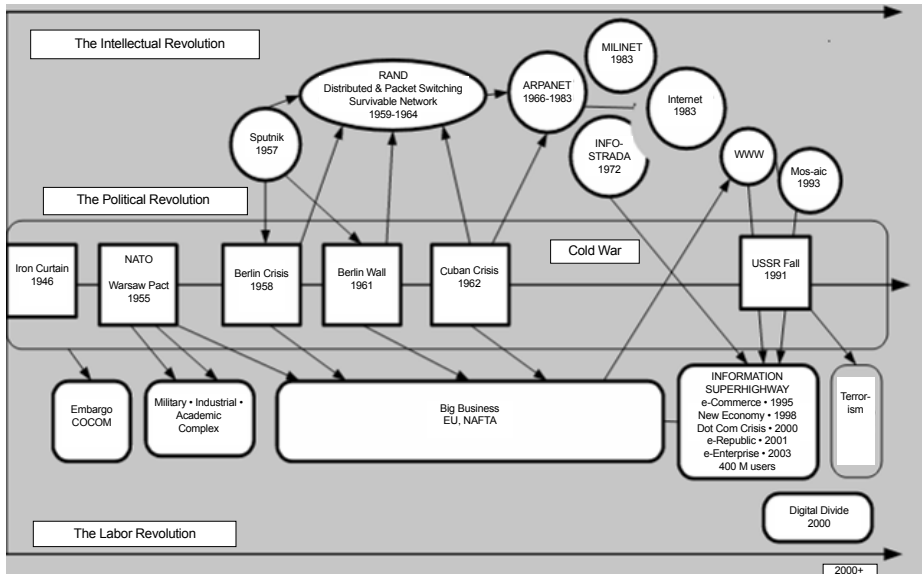 The Intellectual Revolution
MILINET
1983
RAND
Distributed & Packet Switching
Survivable Network
1959-1964
ARPANET
1966-1983
Internet
1983
Sputnik
1957
INFO-
STRADA
1972
WWW
Mos-aic
1993
The Political Revolution
Cold War
Iron Curtain
1946
NATO
Warsaw Pact
1955
Berlin Crisis
1958
Berlin Wall
1961
Cuban Crisis
1962
USSR Fall
1991
Embargo
COCOM
Military • Industrial •
Academic
Complex
Big Business
EU, NAFTA
INFORMATION
SUPERHIGHWAY
e-Commerce • 1995
New Economy • 1998
Dot Com Crisis • 2000
e-Republic • 2001
e-Enterprise • 2003
400 M users
Terror-
ism
Digital Divide
2000
The Labor Revolution
2000+